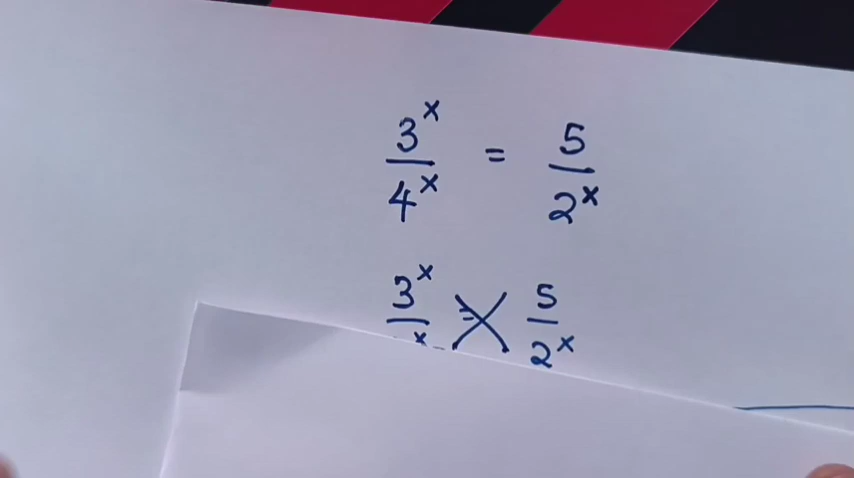 3^x / 4^x = 5 / 2^x
3^x / ^x = 5 / 2^x